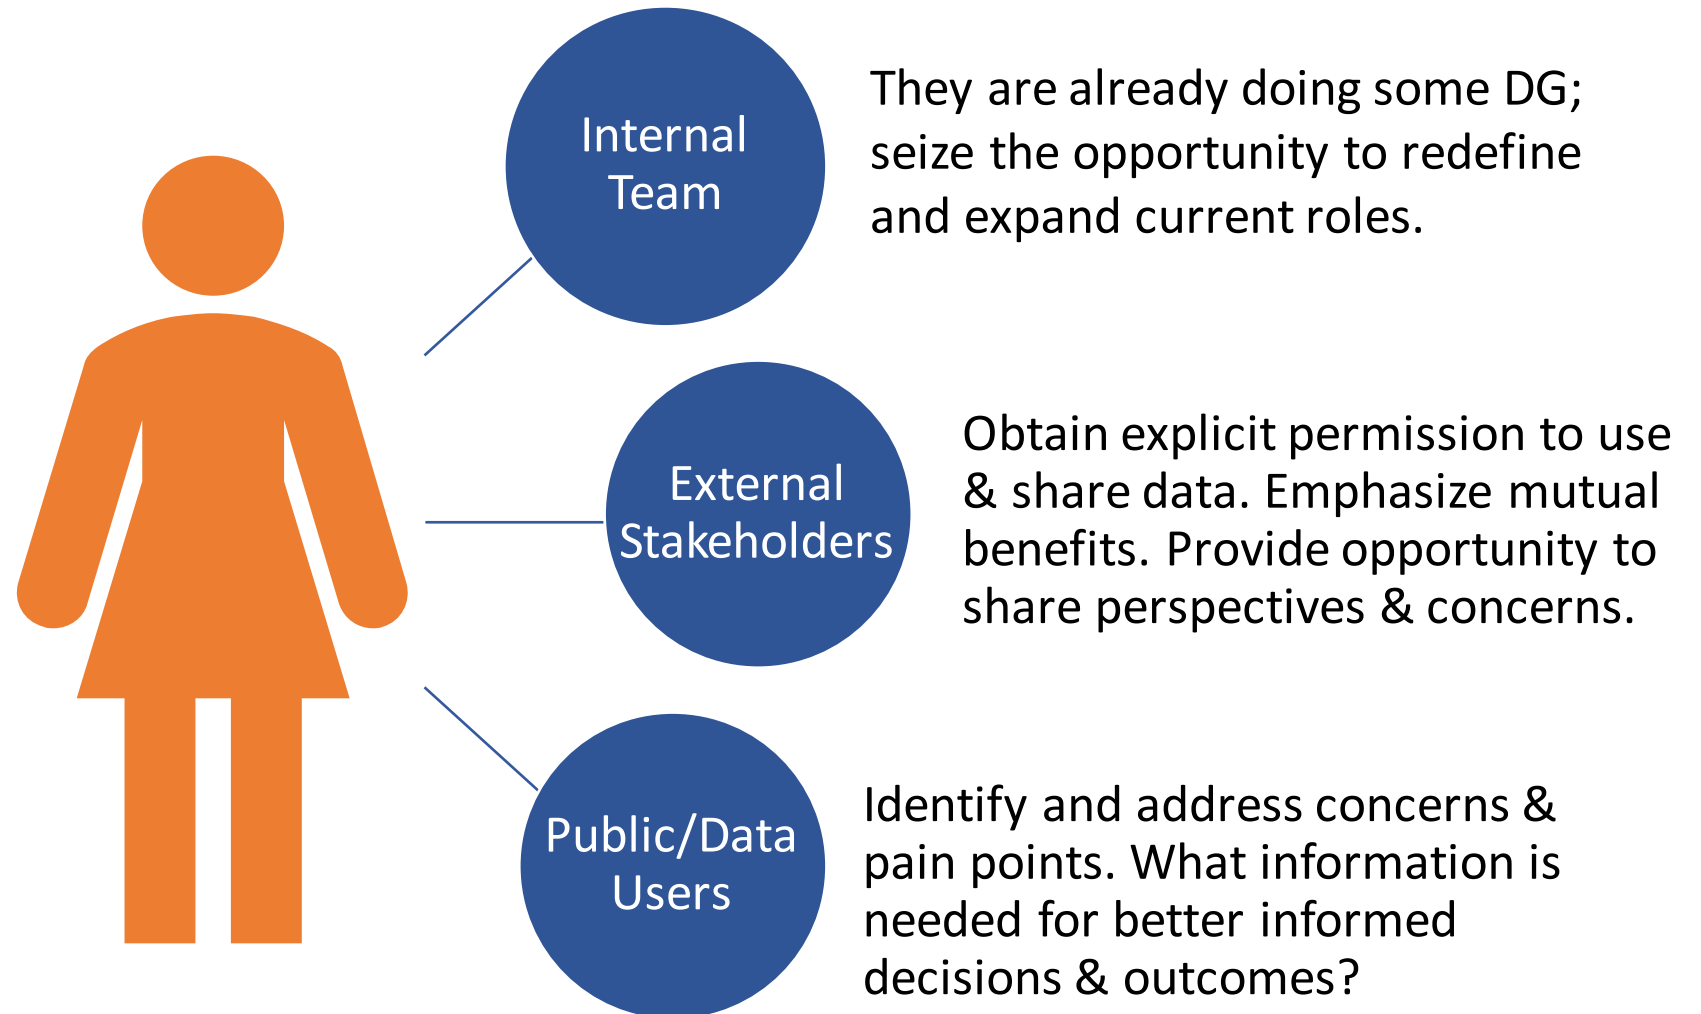 Internal
Team
They are already doing some DG;
seize the opportunity to redefine
and expand current roles.
External
Stakeholders
Obtain explicit permission to use
& share data. Emphasize mutual
benefits. Provide opportunity to
share perspectives & concerns.
Public/Data
Users
Identify and address concerns &
pain points. What information is
needed for better informed
decisions & outcomes?